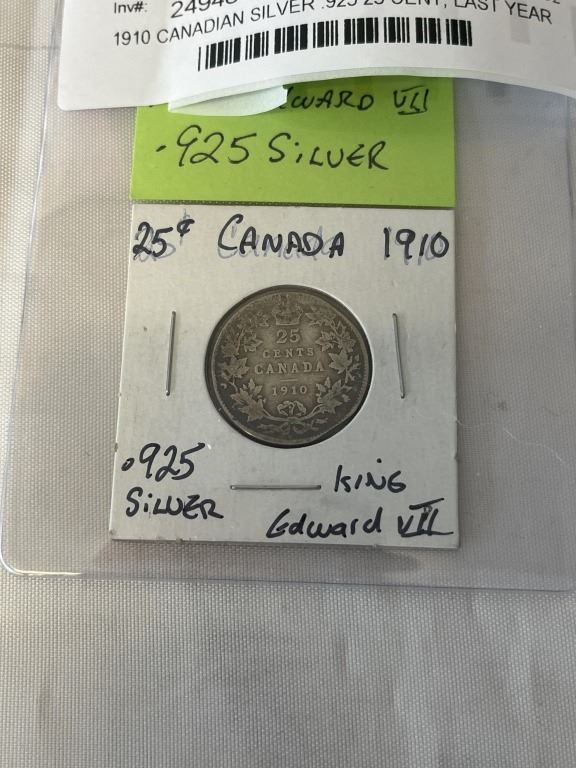 Inv#:
1910 CANADIAN SILVER .925 25 CENT, LAST YEAR
VII
.925 SILVER
25¢ CANADA 1910
25
CENTS
CANADA
1910
.925
SILVER
KING
Edward VII